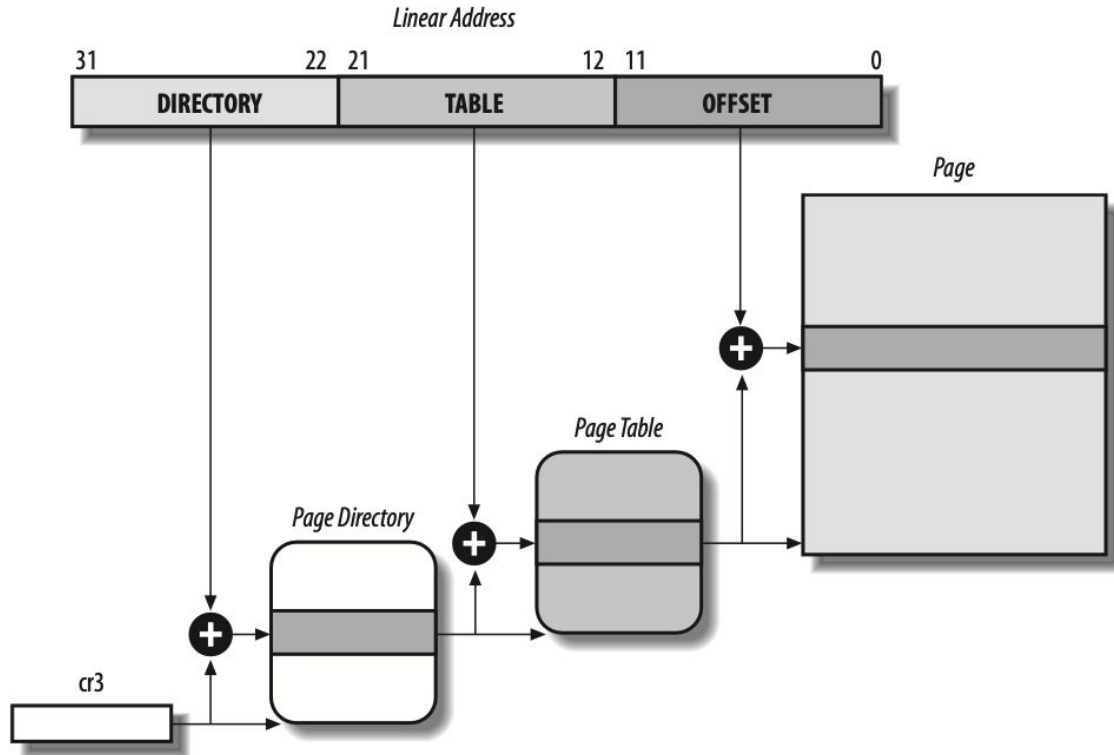 Linear Address
31 22 21 12 11 0
DIRECTORY TABLE OFFSET
Page
Page Table
Page Directory
cr3